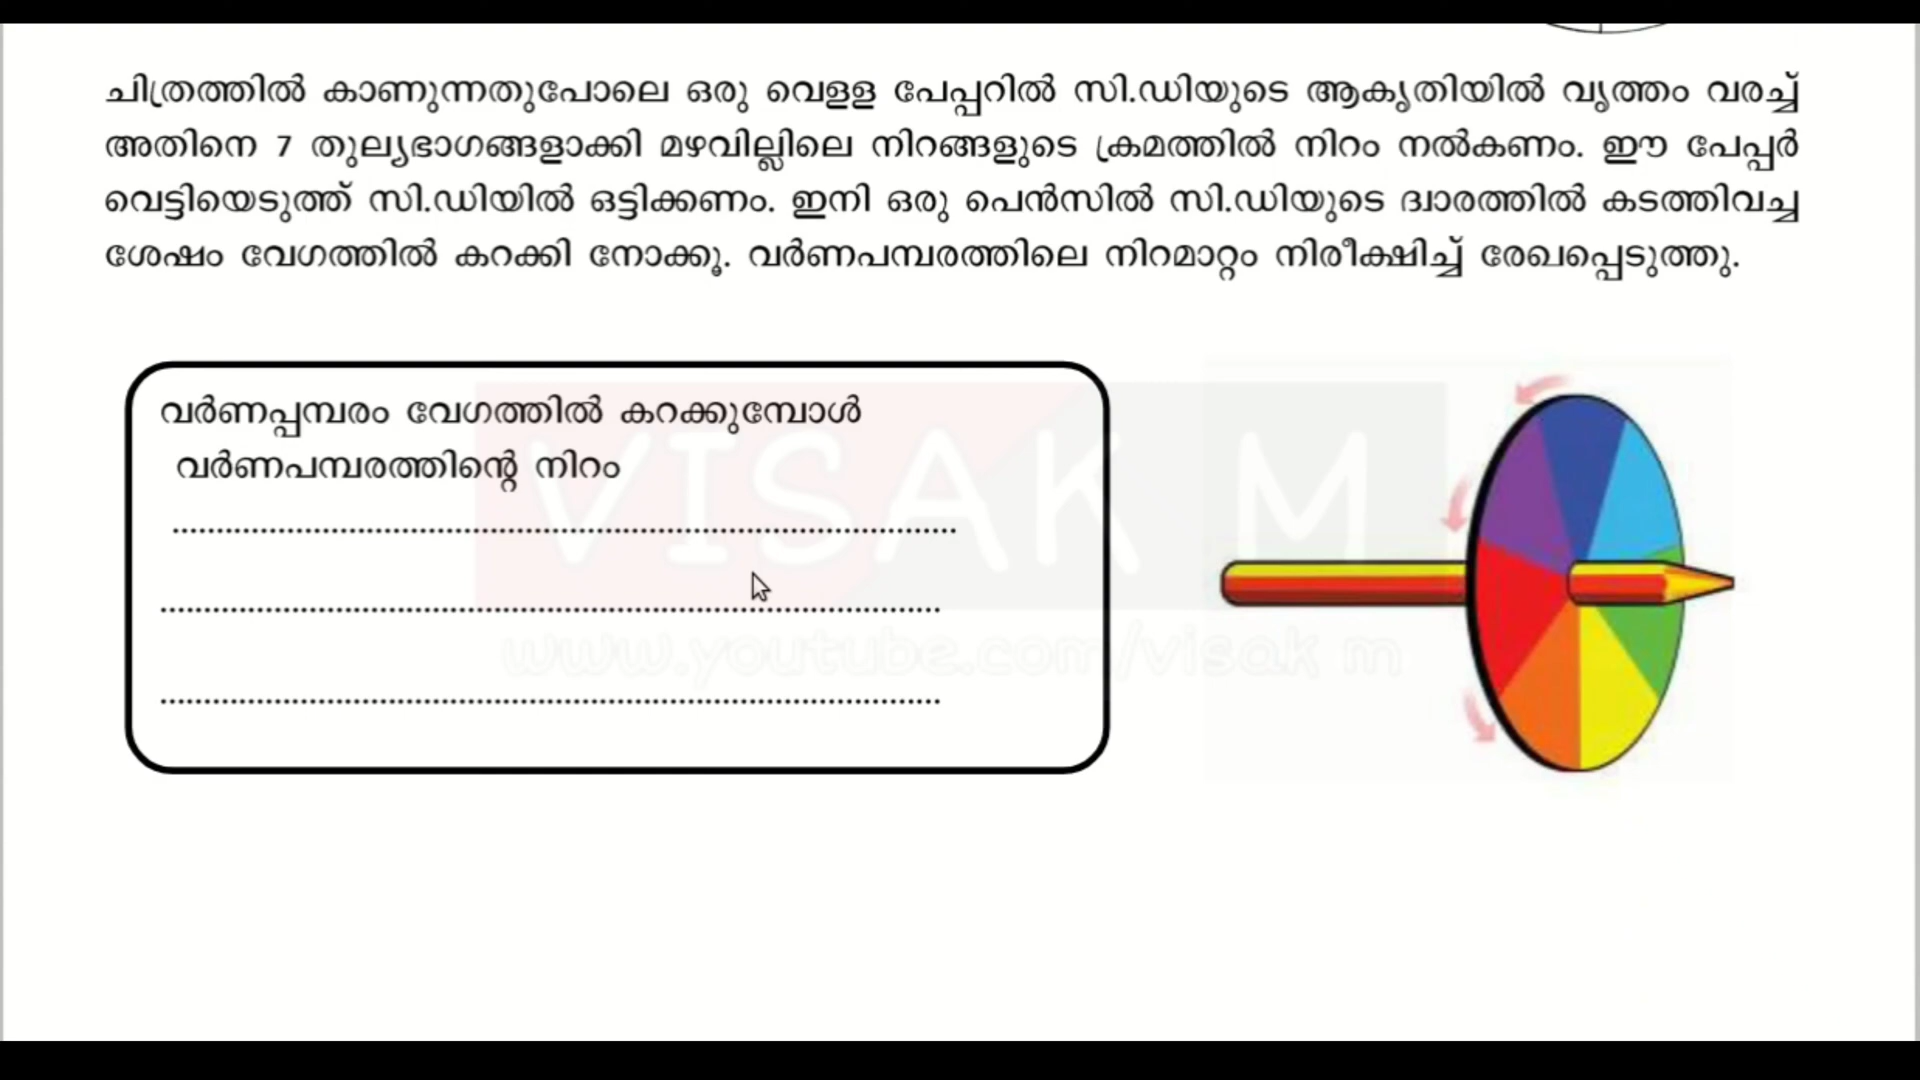 ചിത്രത്തിൽ കാണുന്നതുപോലെ ഒരു വെളള പേപ്പറിൽ സി.ഡിയുടെ ആകൃതിയിൽ വൃത്തം വരച്ച്
അതിനെ 7 തുല്യഭാഗങ്ങളാക്കി മഴവില്ലിലെ നിറങ്ങളുടെ ക്രമത്തിൽ നിറം നൽകണം. ഈ പേപ്പർ
വെട്ടിയെടുത്ത് സി.ഡിയിൽ ഒട്ടിക്കണം. ഇനി ഒരു പെൻസിൽ സി.ഡിയുടെ ദ്വാരത്തിൽ കടത്തിവച്ച
ശേഷം വേഗത്തിൽ കറക്കി നോക്കൂ. വർണപമ്പരത്തിലെ നിറമാറ്റം നിരീക്ഷിച്ച് രേഖപ്പെടുത്തു.
വർണപ്പമ്പരം വേഗത്തിൽ കറക്കുമ്പോൾ
വർണപമ്പരത്തിന്റെ നിറം
VISAK M
www.youtube.com/visak m